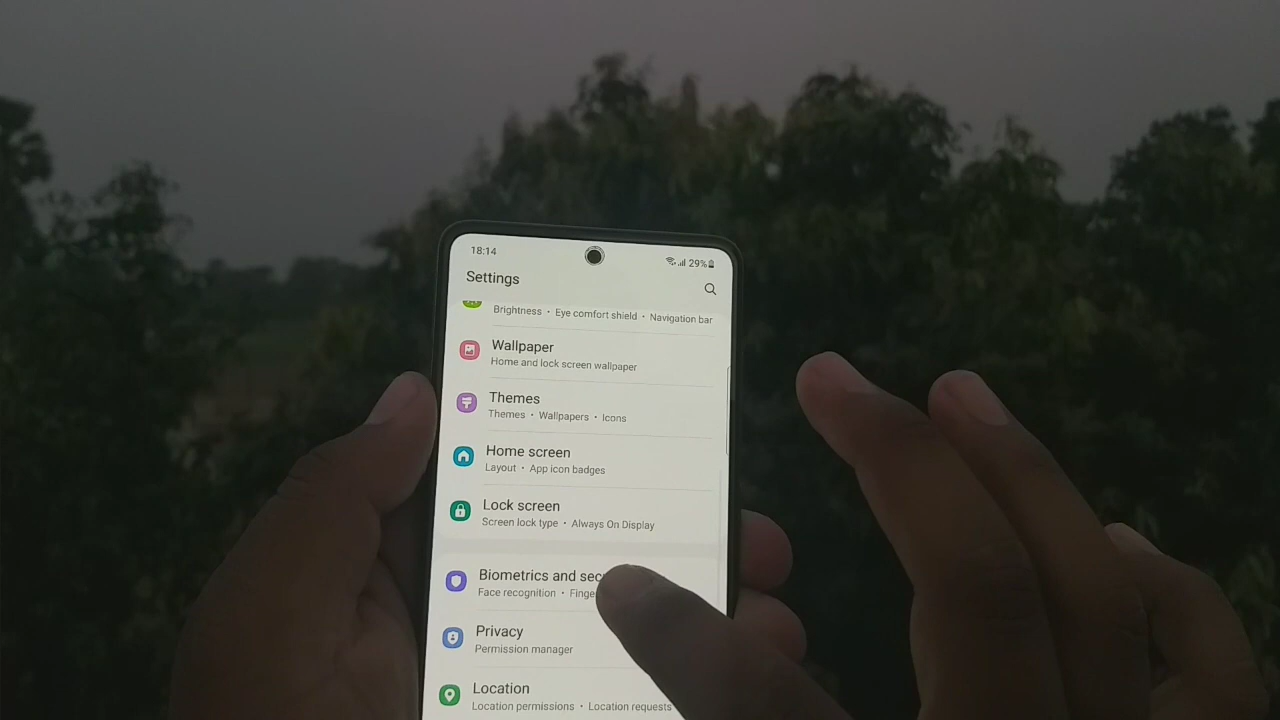 18:14
29%
Settings
Brightness • Eye comfort shield • Navigation bar
Wallpaper
Home and lock screen wallpaper
Themes
Themes • Wallpapers • Icons
Home screen
Layout • App icon badges
Lock screen
Screen lock type • Always On Display
Biometrics and
Face recognition •
Privacy
Permission manager
Location
Location permissions • Location requests